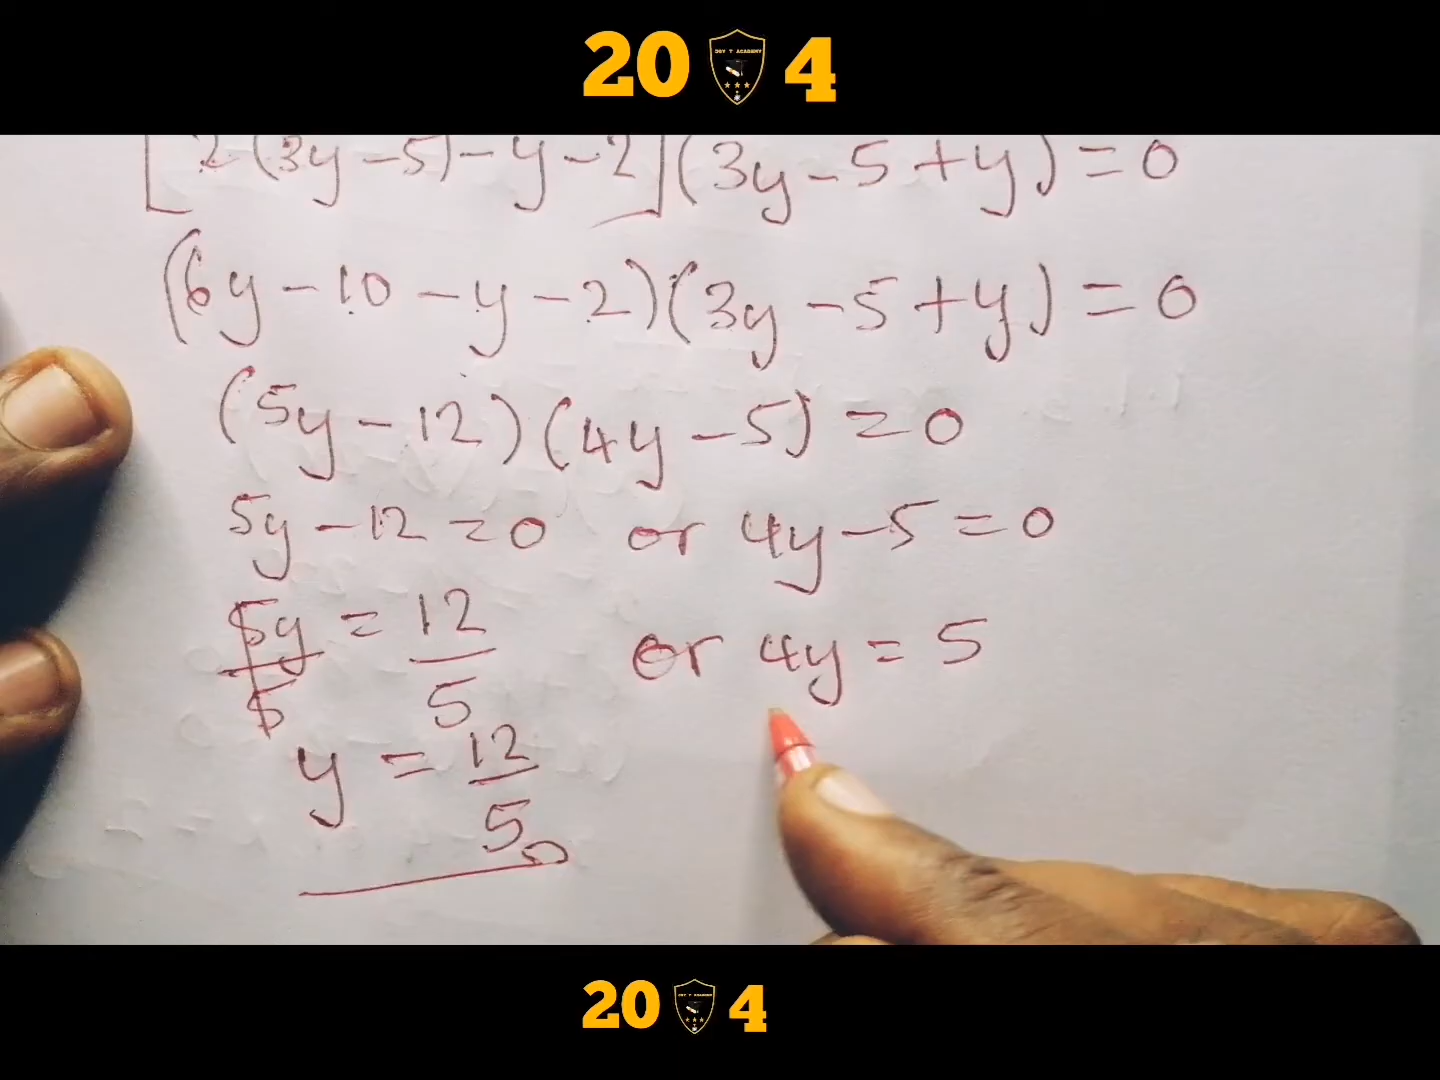 20 4
[2(3y-5)-y-2](3y-5+y)=0
(6y-10-y-2)(3y-5+y)=0
(5y-12)(4y-5)=0
5y-12=0 or 4y-5=0
5y/5 = 12/5 or 4y=5
y = 12/5
20 4